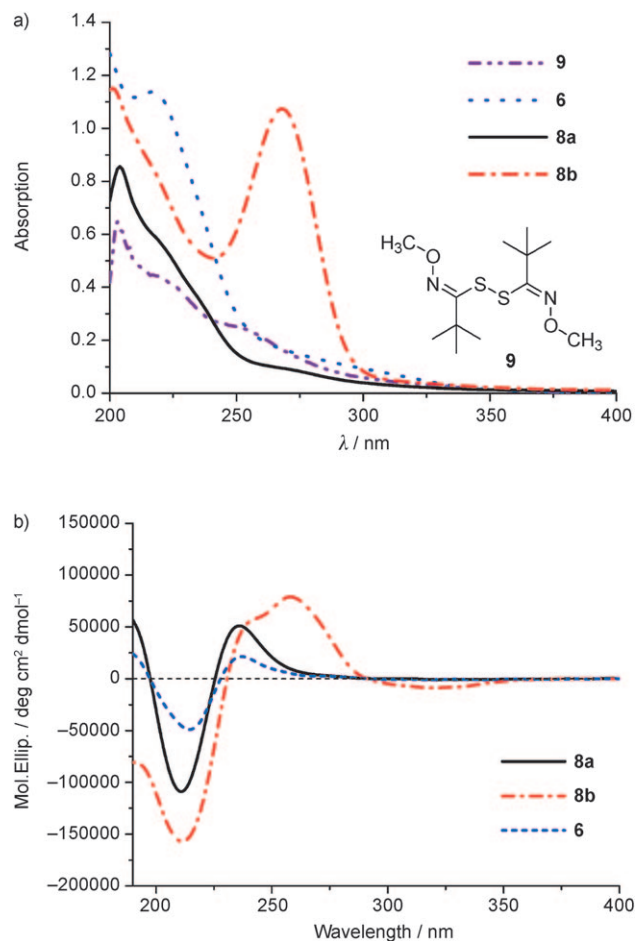 a)
1.4
1.2
1.0
0.8
0.6
0.4
0.2
0.0
Absorption
200 250 300 350 400
λ / nm
9
6
8a
8b
H₃C
O
N
S
S
N
O
CH₃
9
b)
150000
100000
50000
0
–50000
–100000
–150000
–200000
Mol.Ellip. / deg cm² dmol⁻¹
200 250 300 350 400
Wavelength / nm
8a
8b
6